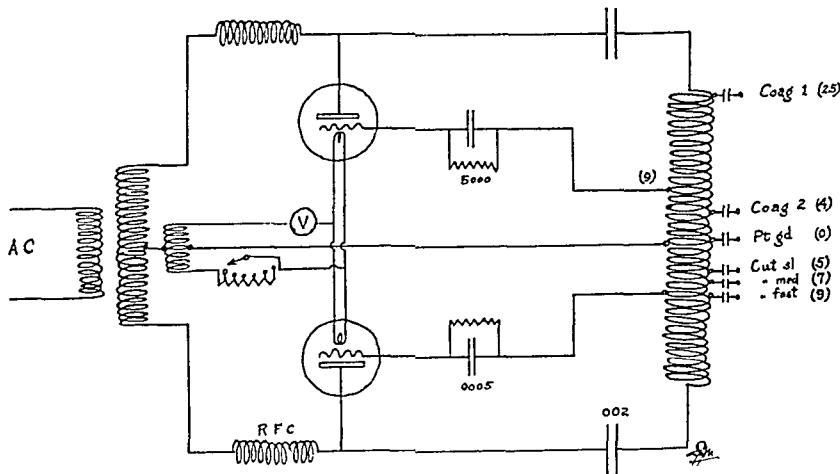 Coag 1 (25)
5000
(9)
V
Coag 2 (4)
AC
Pt gd (0)
Cut sl (5)
" med (7)
" fast (9)
0005
RFC
002